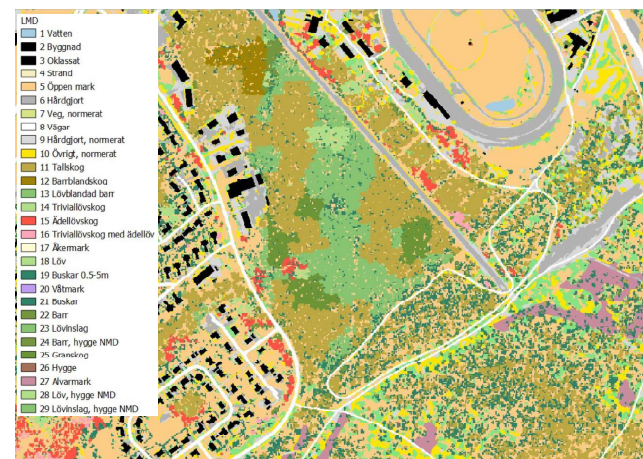 LMD
1 Vatten
2 Byggnad
3 Oklassat
4 Strand
5 Öppen mark
6 Hårdgjort
7 Veg, normerat
8 Vägar
9 Hårdgjort, normerat
10 Övrigt, normerat
11 Tallskog
12 Barrblandskog
13 Lövblandad barr
14 Triviallövskog
15 Ädellövskog
16 Triviallövskog med ädellöv
17 Åkermark
18 Löv
19 Buskar 0.5-5m
20 Våtmark
21 Buskar
22 Barr
23 Lövinslag
24 Barr, hygge NMD
25 Granskog
26 Hygge
27 Alvarmark
28 Löv, hygge NMD
29 Lövinslag, hygge NMD